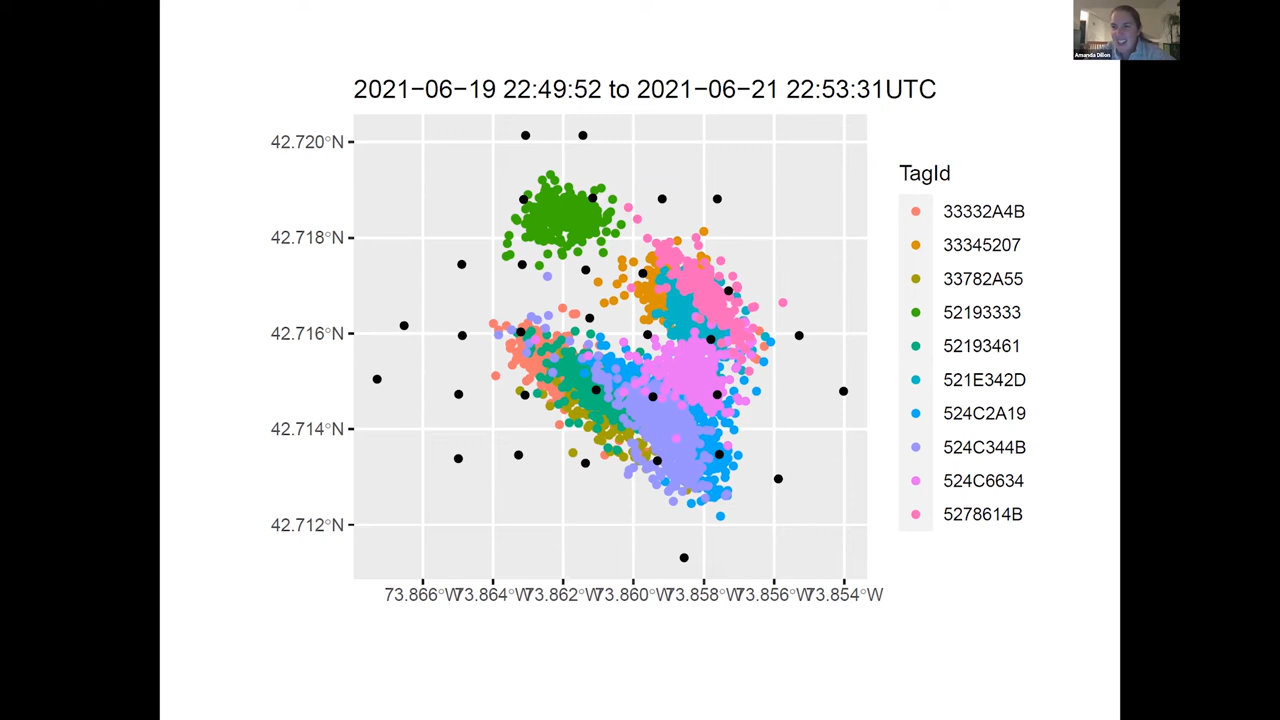 Amanda Dillon
2021−06−19 22:49:52 to 2021−06−21 22:53:31UTC
42.720°N
42.718°N
42.716°N
42.714°N
42.712°N
73.866°W
73.864°W
73.862°W
73.860°W
73.858°W
73.856°W
73.854°W
TagId
33332A4B
33345207
33782A55
52193333
52193461
521E342D
524C2A19
524C344B
524C6634
5278614B